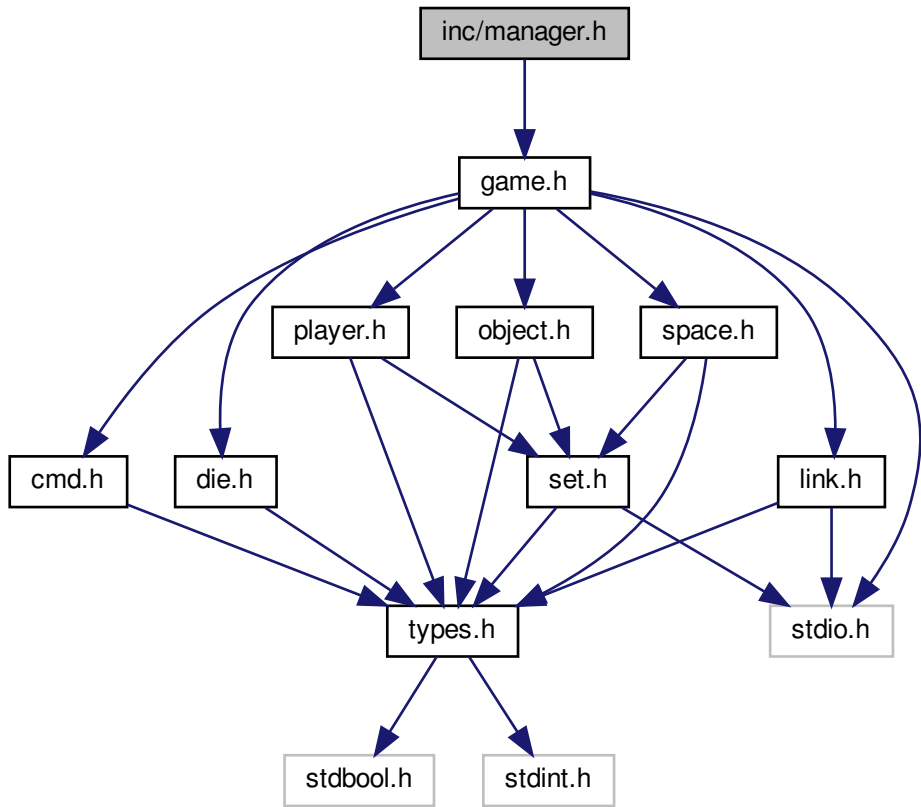 inc/manager.h
game.h
player.h
object.h
space.h
cmd.h
die.h
set.h
link.h
types.h
stdio.h
stdbool.h
stdint.h